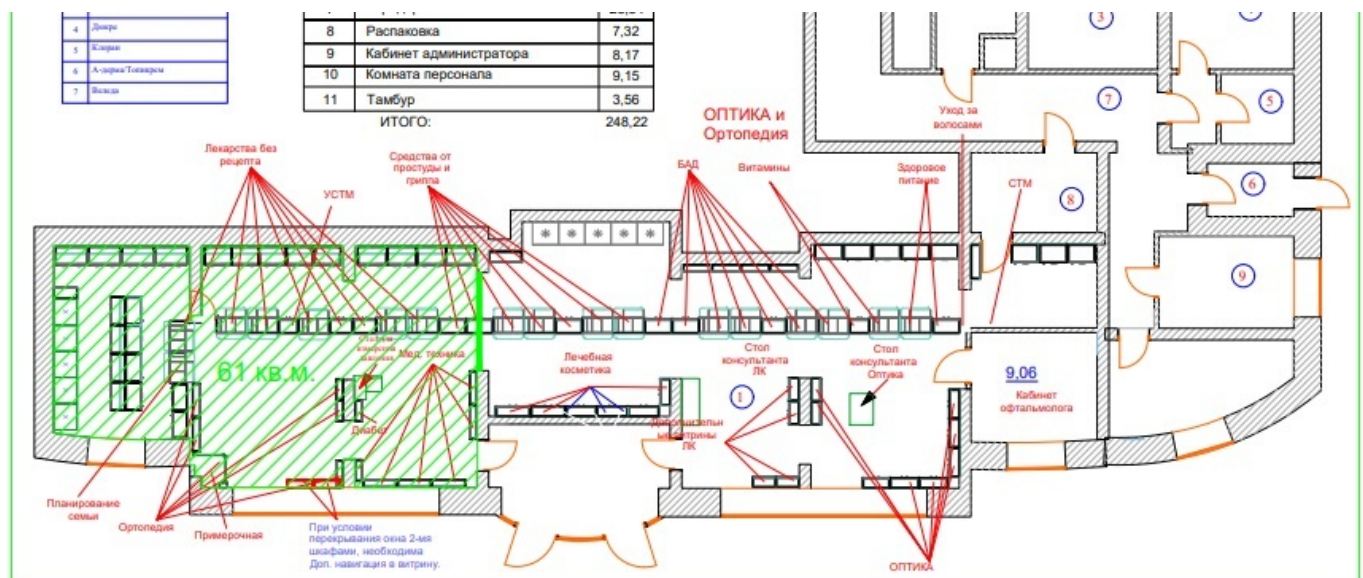 4 Дюкре
5 Клоран
6 А-дерма/Топикрем
7 Веледа
8 Распаковка 7,32
9 Кабинет администратора 8,17
10 Комната персонала 9,15
11 Тамбур 3,56
ИТОГО: 248,22
ОПТИКА и
Ортопедия
Уход за
волосами
3
7
5
6
8
9
Лекарства без
рецепта
УСТМ
Средства от
простуды и
гриппа
БАД
Витамины
Здоровое
питание
СТМ
61 кв.м.
Мед. техника
Диабет
Лечебная
косметика
Стол
консультанта
ЛК
Стол
консультанта
Оптика
1
9,06
Кабинет
офтальмолога
ЛК
Планирование
семьи
Ортопедия
Примерочная
При условии
перекрывания окна 2-мя
шкафами, необходима
Доп. навигация в витрину.
ОПТИКА